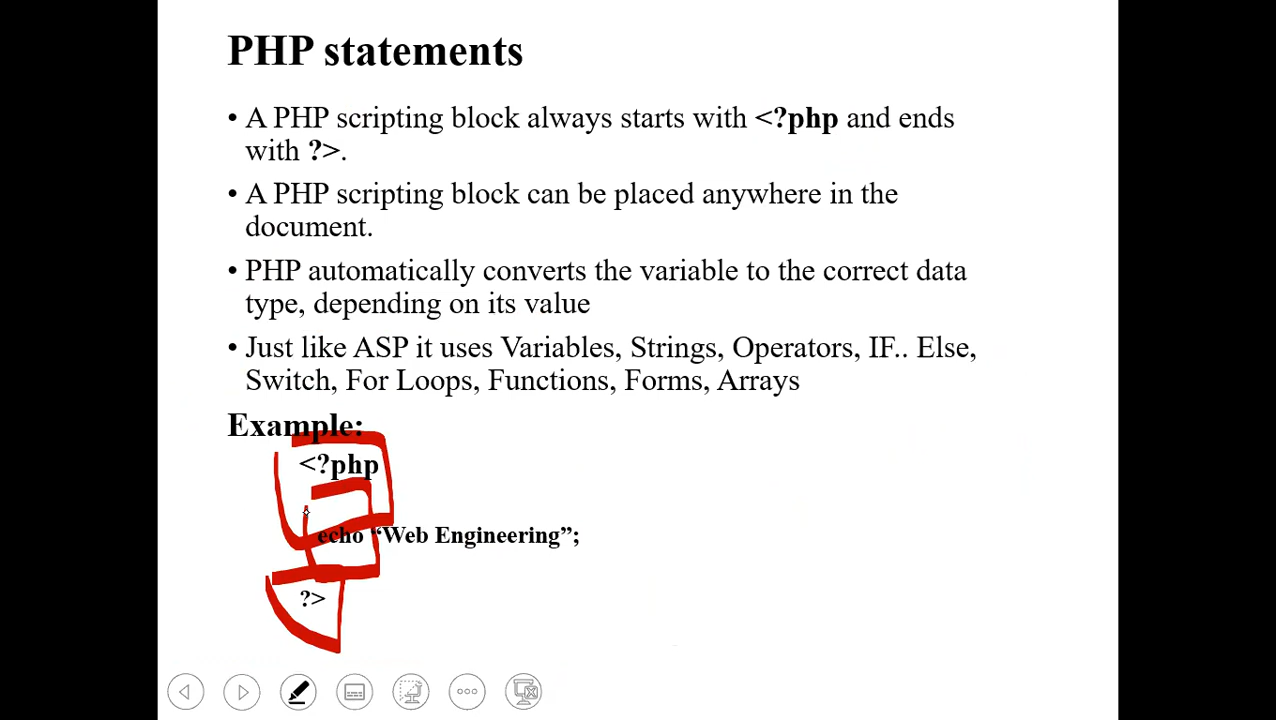 PHP statements
• A PHP scripting block always starts with <?php and ends
with ?>.
• A PHP scripting block can be placed anywhere in the
document.
• PHP automatically converts the variable to the correct data
type, depending on its value
• Just like ASP it uses Variables, Strings, Operators, IF.. Else,
Switch, For Loops, Functions, Forms, Arrays
Example:
<?php
echo “Web Engineering”;
?>